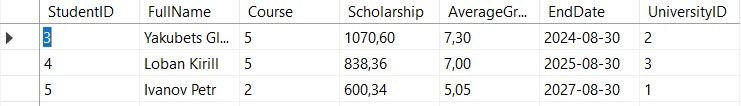 StudentID FullName Course Scholarship AverageGr... EndDate UniversityID
3 Yakubets Gl... 5 1070,60 7,30 2024-08-30 2
4 Loban Kirill 5 838,36 7,00 2025-08-30 3
5 Ivanov Petr 2 600,34 5,05 2027-08-30 1